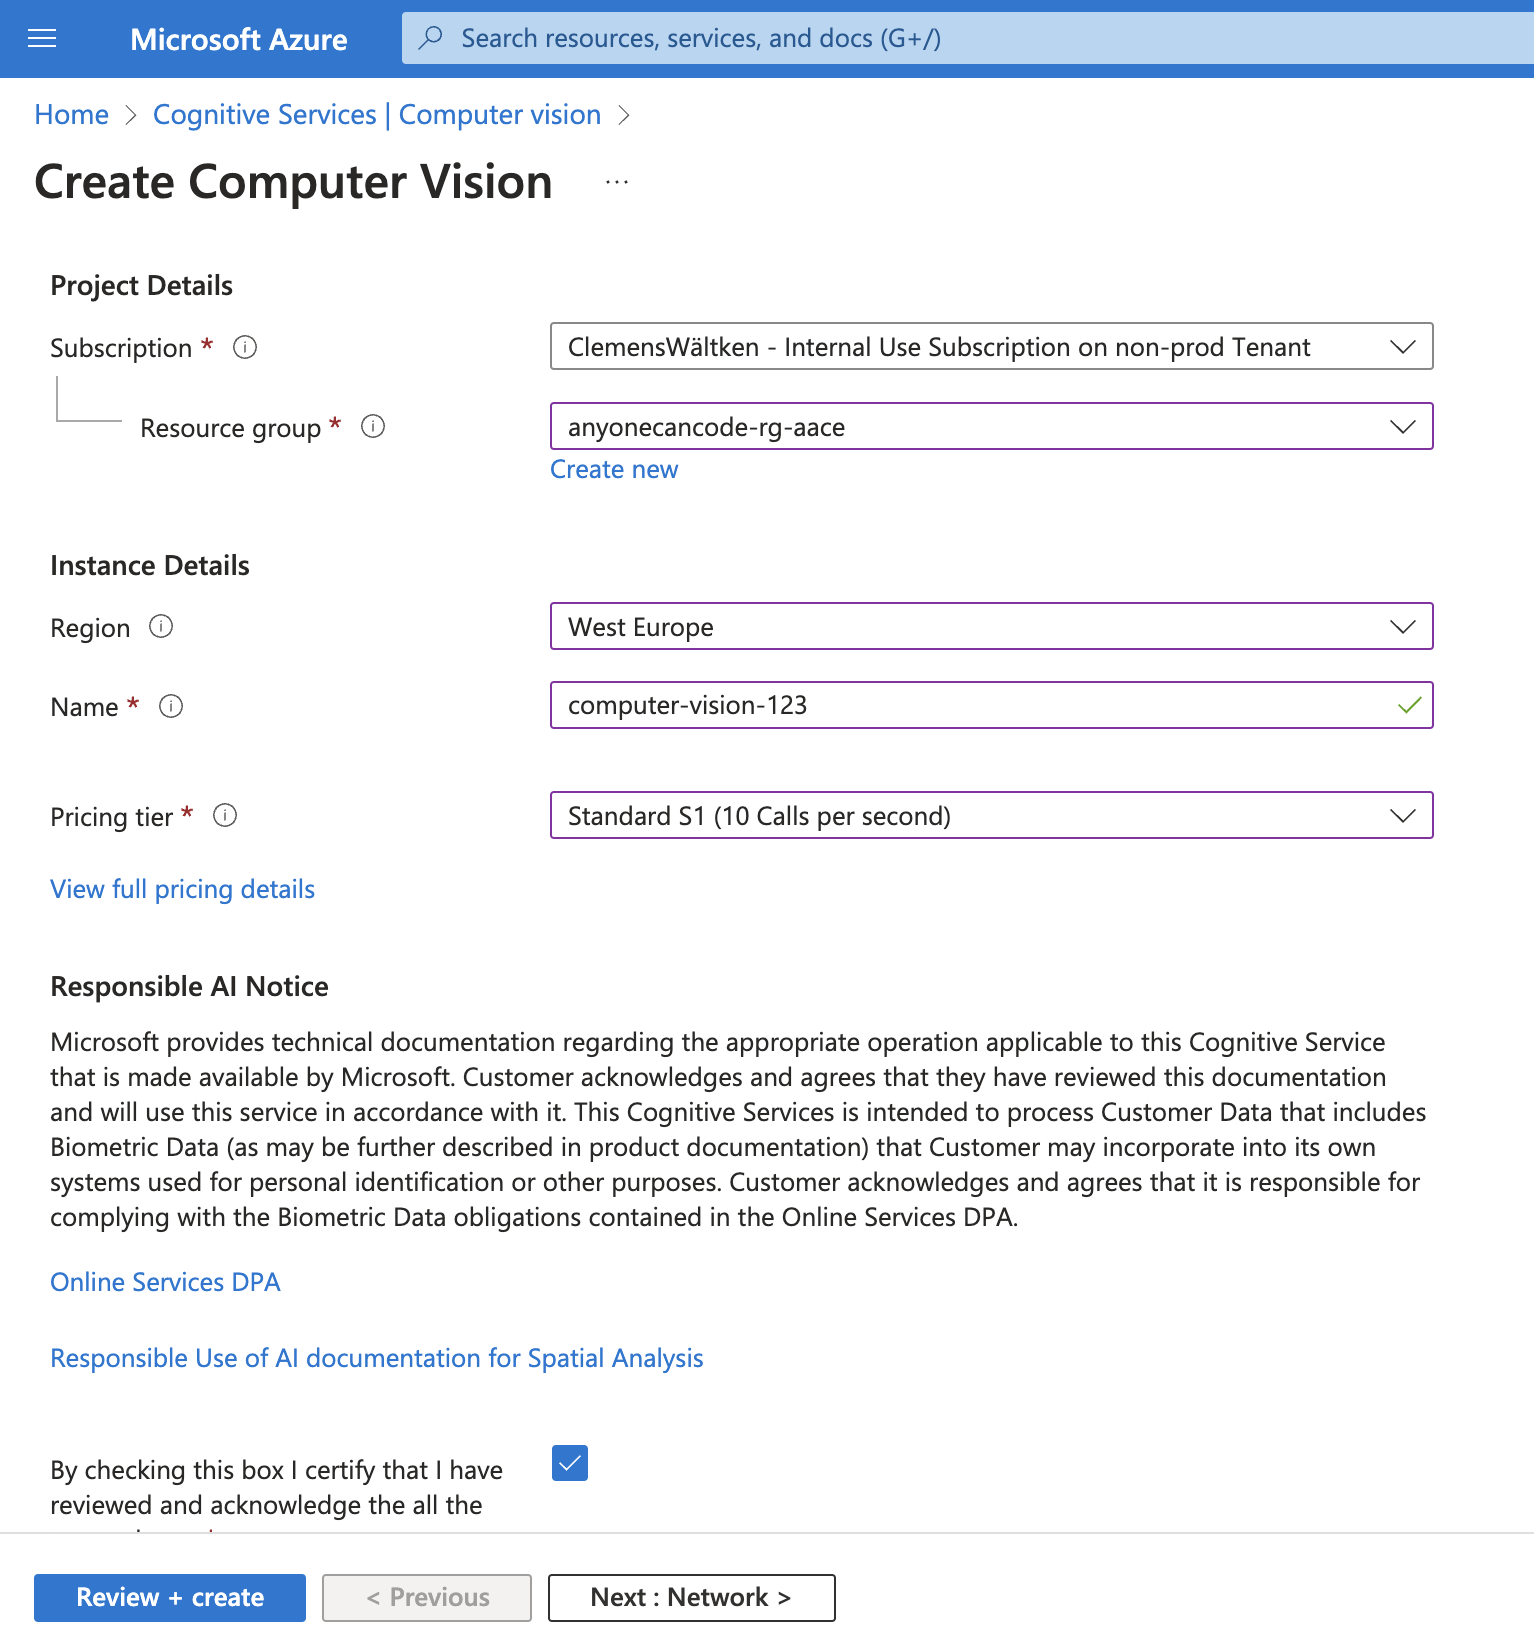 Microsoft Azure
Search resources, services, and docs (G+/)
Home > Cognitive Services | Computer vision >
Create Computer Vision ...
Project Details
Subscription *
ClemensWältken - Internal Use Subscription on non-prod Tenant
Resource group *
anyonecancode-rg-aace
Create new
Instance Details
Region
West Europe
Name *
computer-vision-123
Pricing tier *
Standard S1 (10 Calls per second)
View full pricing details
Responsible AI Notice
Microsoft provides technical documentation regarding the appropriate operation applicable to this Cognitive Service
that is made available by Microsoft. Customer acknowledges and agrees that they have reviewed this documentation
and will use this service in accordance with it. This Cognitive Services is intended to process Customer Data that includes
Biometric Data (as may be further described in product documentation) that Customer may incorporate into its own
systems used for personal identification or other purposes. Customer acknowledges and agrees that it is responsible for
complying with the Biometric Data obligations contained in the Online Services DPA.
Online Services DPA
Responsible Use of AI documentation for Spatial Analysis
By checking this box I certify that I have
reviewed and acknowledge the all the
Review + create
< Previous
Next : Network >